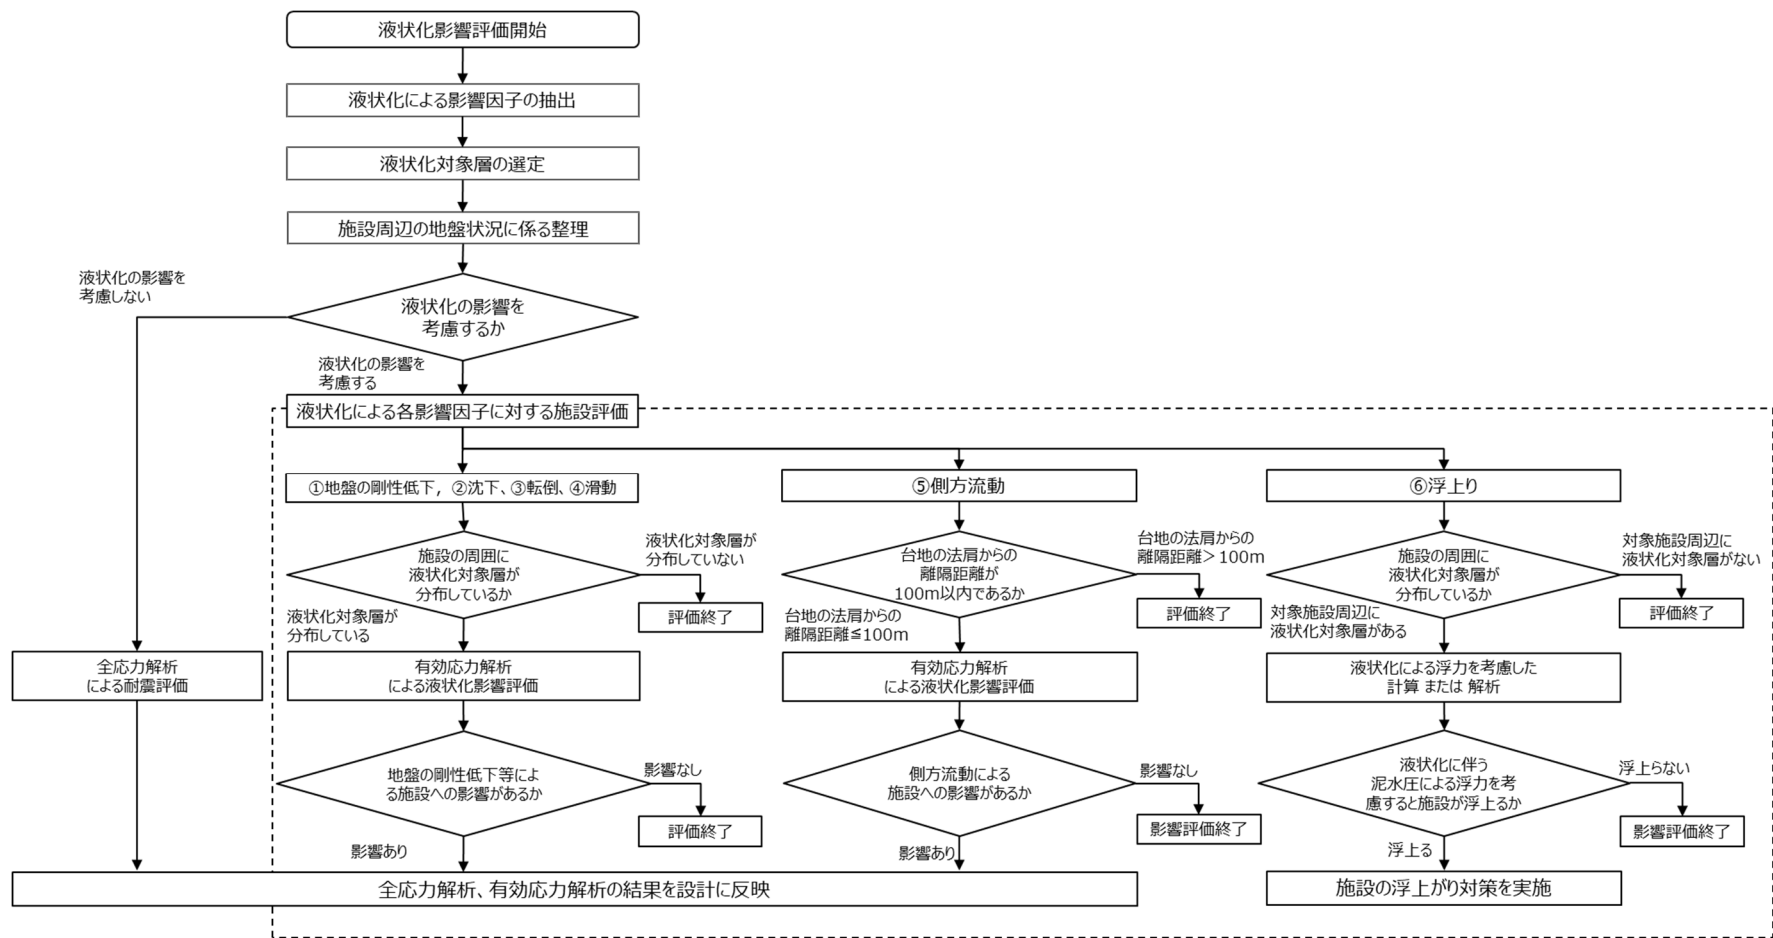 液状化影響評価開始
液状化による影響因子の抽出
液状化対象層の選定
施設周辺の地盤状況に係る整理
液状化の影響を
考慮するか
液状化の影響を
考慮しない
液状化の影響を
考慮する
液状化による各影響因子に対する施設評価
①地盤の剛性低下，②沈下、③転倒、④滑動
施設の周囲に
液状化対象層が
分布しているか
液状化対象層が
分布していない
評価終了
液状化対象層が
分布している
全応力解析
による耐震評価
有効応力解析
による液状化影響評価
地盤の剛性低下等によ
る施設への影響があるか
影響なし
評価終了
影響あり
⑤側方流動
台地の法肩からの
離隔距離が
100m以内であるか
台地の法肩からの
離隔距離＞100m
評価終了
台地の法肩からの
離隔距離≦100m
有効応力解析
による液状化影響評価
側方流動による
施設への影響があるか
影響なし
影響評価終了
影響あり
全応力解析、有効応力解析の結果を設計に反映
⑥浮上り
施設の周囲に
液状化対象層が
分布しているか
対象施設周辺に
液状化対象層がない
評価終了
対象施設周辺に
液状化対象層がある
液状化による浮力を考慮した
計算 または 解析
液状化に伴う
泥水圧による浮力を考
慮すると施設が浮上るか
浮上らない
影響評価終了
浮上る
施設の浮上がり対策を実施